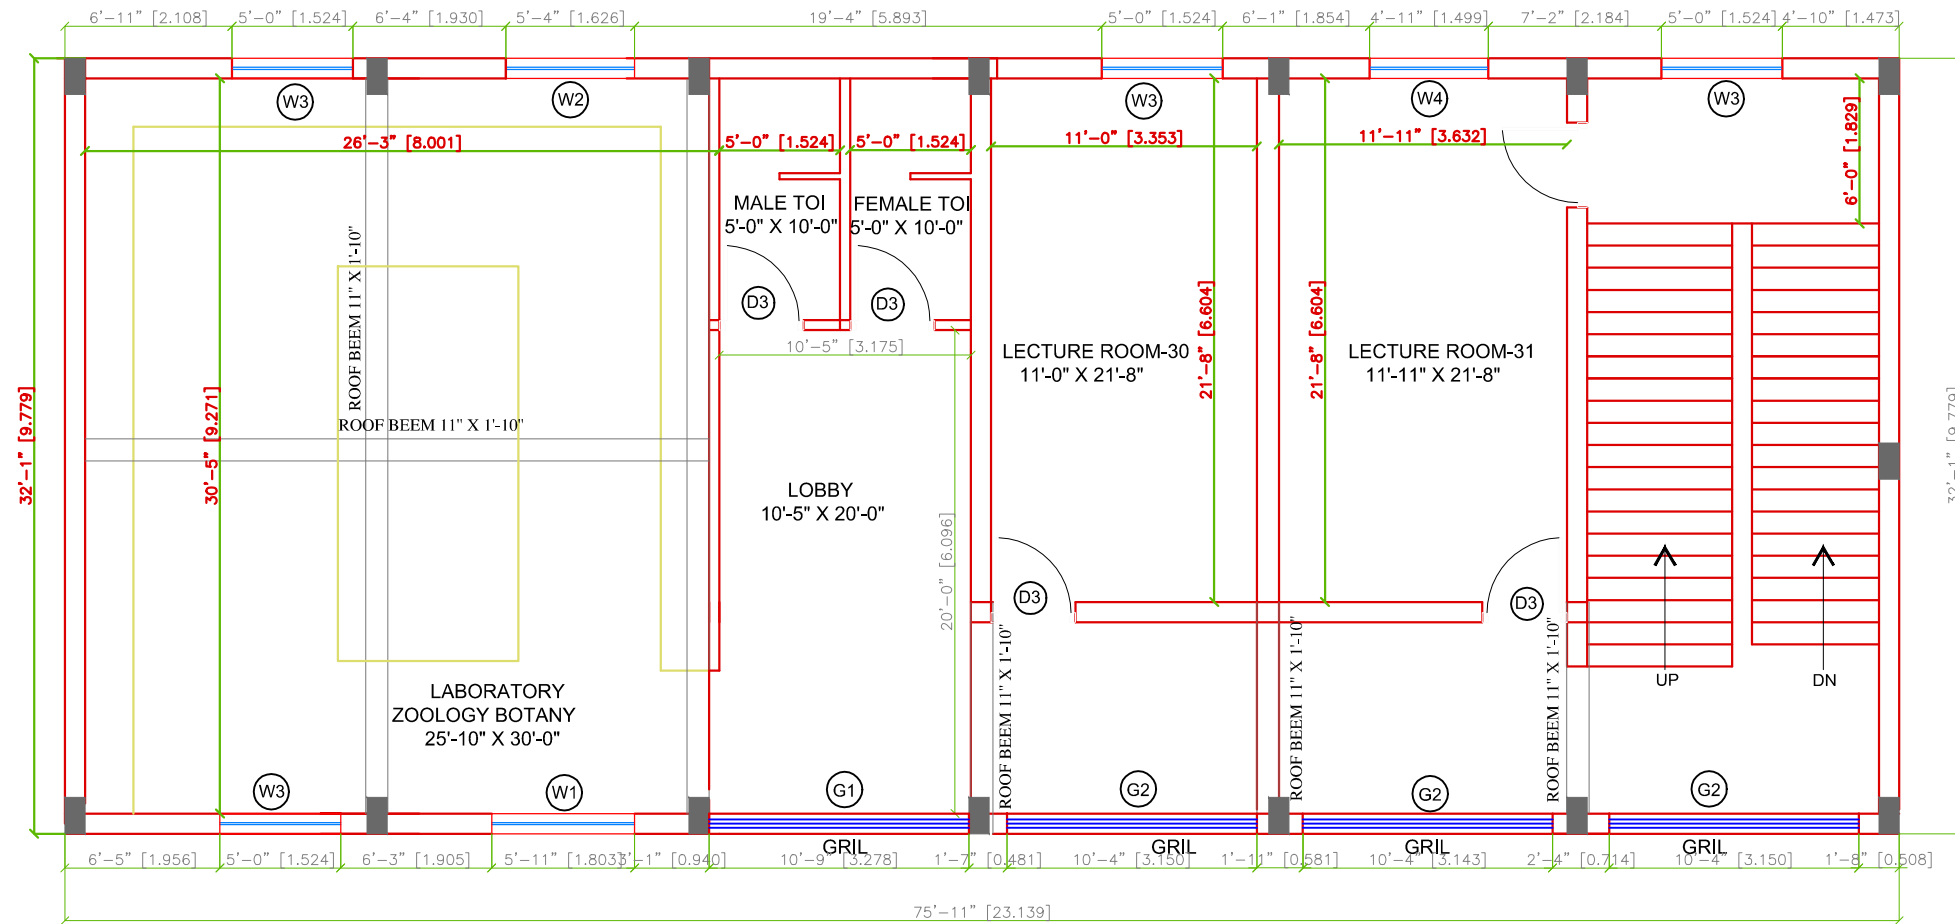 6'-11" [2.108]
5'-0" [1.524]
6'-4" [1.930]
5'-4" [1.626]
19'-4" [5.893]
5'-0" [1.524]
6'-1" [1.854]
4'-11" [1.499]
7'-2" [2.184]
5'-0" [1.524]
4'-10" [1.473]
W3
W2
W3
W4
W3
26'-3" [8.001]
5'-0" [1.524]
5'-0" [1.524]
11'-0" [3.353]
11'-11" [3.632]
6'-0" [1.829]
MALE TOI
5'-0" X 10'-0"
FEMALE TOI
5'-0" X 10'-0"
D3
D3
10'-5" [3.175]
ROOF BEEM 11" X 1'-10"
ROOF BEEM 11" X 1'-10"
32'-1" [9.779]
30'-5" [9.271]
LECTURE ROOM-30
11'-0" X 21'-8"
21'-8" [6.604]
21'-8" [6.604]
LECTURE ROOM-31
11'-11" X 21'-8"
32'-1" [9.779]
LOBBY
10'-5" X 20'-0"
20'-0" [6.096]
D3
D3
ROOF BEEM 11" X 1'-10"
ROOF BEEM 11" X 1'-10"
ROOF BEEM 11" X 1'-10"
UP
DN
LABORATORY
ZOOLOGY BOTANY
25'-10" X 30'-0"
W3
W1
G1
G2
G2
G2
GRIL
GRIL
GRIL
GRIL
6'-5" [1.956]
5'-0" [1.524]
6'-3" [1.905]
5'-11" [1.803]
3'-1" [0.940]
10'-9" [3.278]
1'-7" [0.481]
10'-4" [3.150]
1'-11" [0.581]
10'-4" [3.143]
2'-4" [0.714]
10'-4" [3.150]
1'-8" [0.508]
75'-11" [23.139]